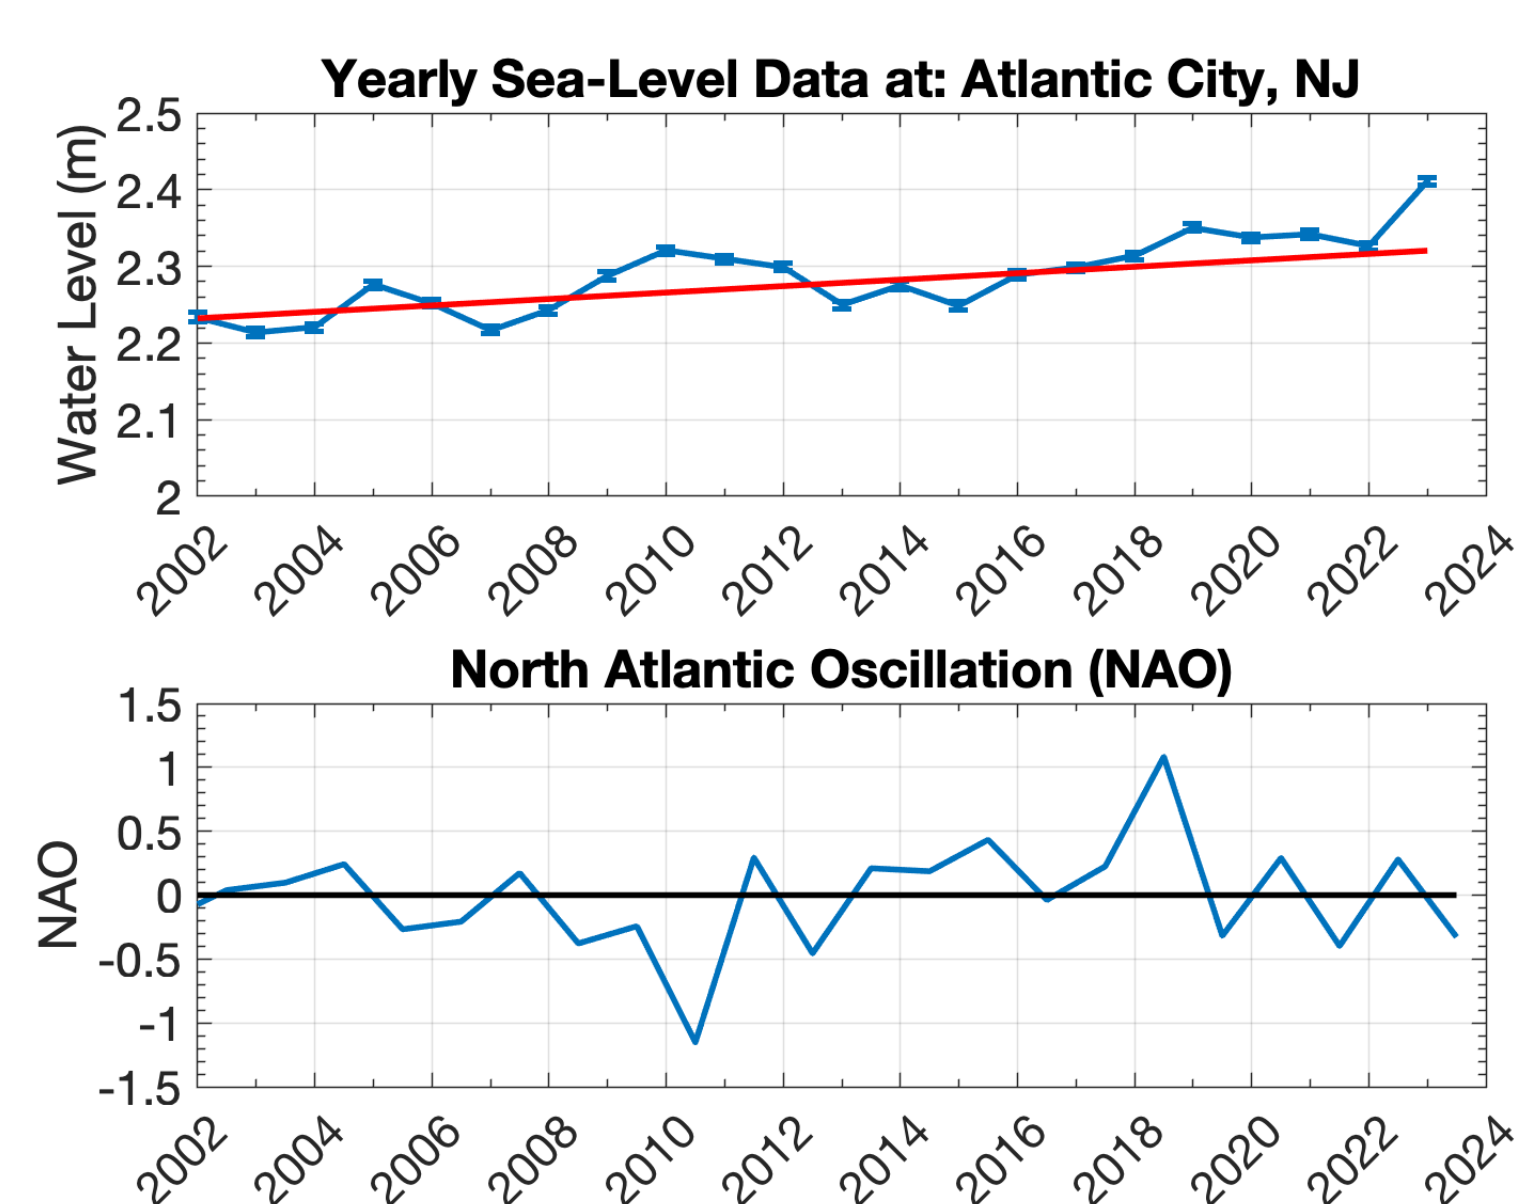 Yearly Sea-Level Data at: Atlantic City, NJ
Water Level (m)
2.5
2.4
2.3
2.2
2.1
2
2002 2004 2006 2008 2010 2012 2014 2016 2018 2020 2022 2024
North Atlantic Oscillation (NAO)
NAO
1.5
1
0.5
0
-0.5
-1
-1.5
2002 2004 2006 2008 2010 2012 2014 2016 2018 2020 2022 2024